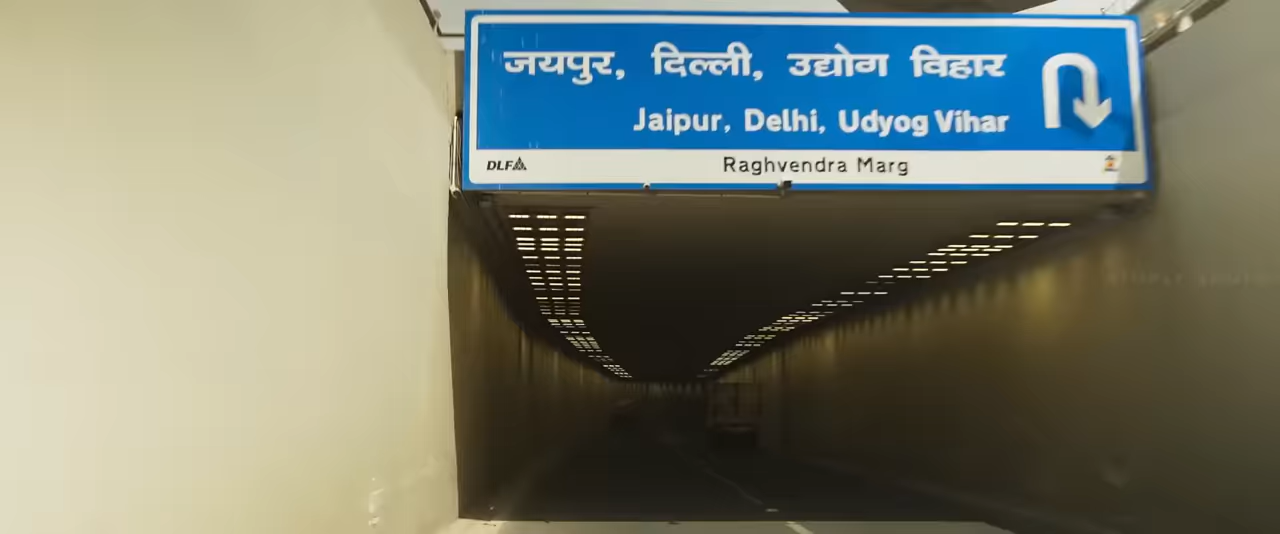 जयपुर, दिल्ली, उद्योग विहार
Jaipur, Delhi, Udyog Vihar
DLF
Raghvendra Marg